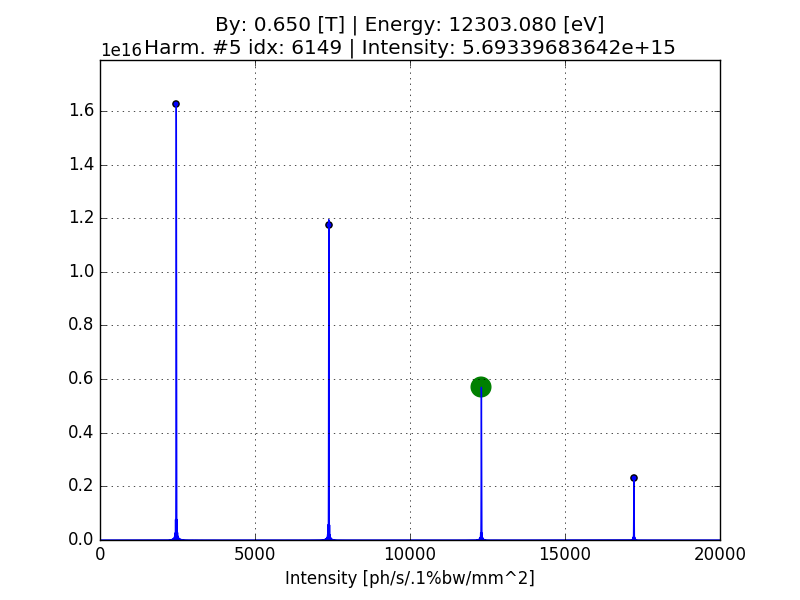 By: 0.650 [T] | Energy: 12303.080 [eV]
Harm. #5 idx: 6149 | Intensity: 5.69339683642e+15
1e16
1.6
1.4
1.2
1.0
0.8
0.6
0.4
0.2
0.0
0 5000 10000 15000 20000
Intensity [ph/s/.1%bw/mm^2]